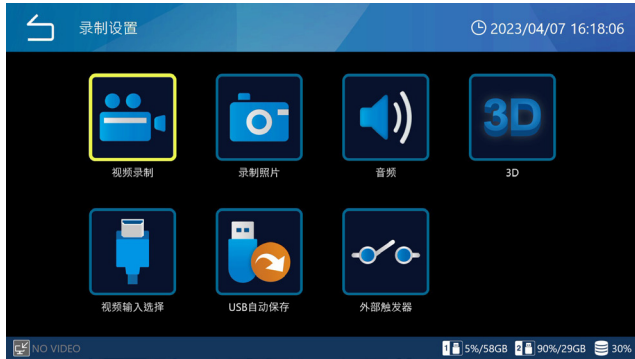 录制设置
2023/04/07 16:18:06
视频录制
录制照片
音频
3D
3D
视频输入选择
USB自动保存
外部触发器
NO VIDEO
1 5%/58GB 2 90%/29GB 30%